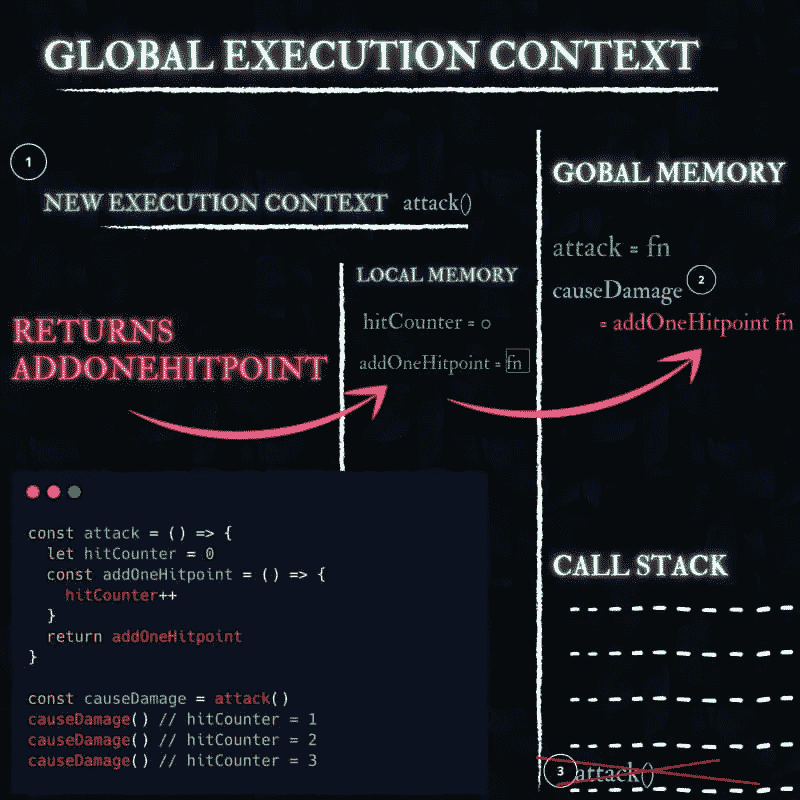 GLOBAL EXECUTION CONTEXT
1
NEW EXECUTION CONTEXT attack()
LOCAL MEMORY
hitCounter = 0
addOneHitpoint = fn
RETURNS
ADDONEHITPOINT
GOBAL MEMORY
attack = fn
causeDamage 2
= addOneHitpoint fn
const attack = () => {
let hitCounter = 0
const addOneHitpoint = () => {
hitCounter++
}
return addOneHitpoint
}
const causeDamage = attack()
causeDamage() // hitCounter = 1
causeDamage() // hitCounter = 2
causeDamage() // hitCounter = 3
CALL STACK
3 attack()